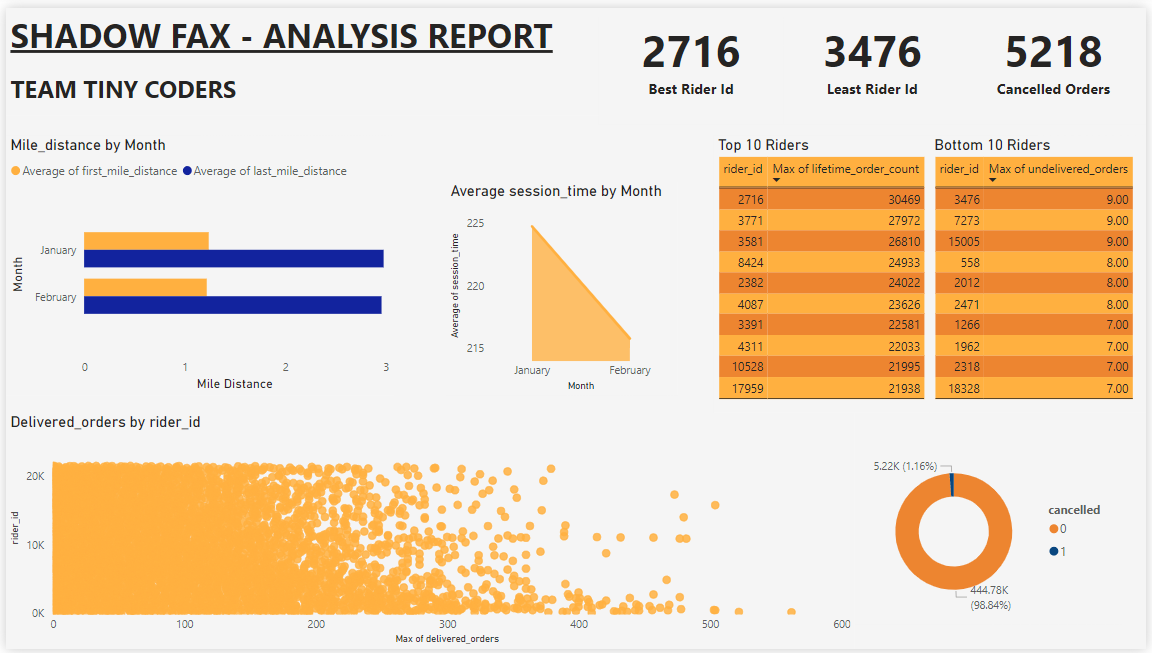 SHADOW FAX - ANALYSIS REPORT
TEAM TINY CODERS
2716
Best Rider Id
3476
Least Rider Id
5218
Cancelled Orders
Mile_distance by Month
Average of first_mile_distance Average of last_mile_distance
Month
January
February
0 1 2 3
Mile Distance
Average session_time by Month
Average of session_time
225
220
215
January February
Month
Top 10 Riders
rider_id Max of lifetime_order_count
2716 30469
3771 27972
3581 26810
8424 24933
2382 24022
4087 23626
3391 22581
4311 22033
10528 21995
17959 21938
Bottom 10 Riders
rider_id Max of undelivered_orders
3476 9.00
7273 9.00
15005 9.00
558 8.00
2012 8.00
2471 8.00
1266 7.00
1962 7.00
2318 7.00
18328 7.00
Delivered_orders by rider_id
rider_id
20K
10K
0K
0 100 200 300 400 500 600
Max of delivered_orders
5.22K (1.16%)
444.78K
(98.84%)
cancelled
0
1